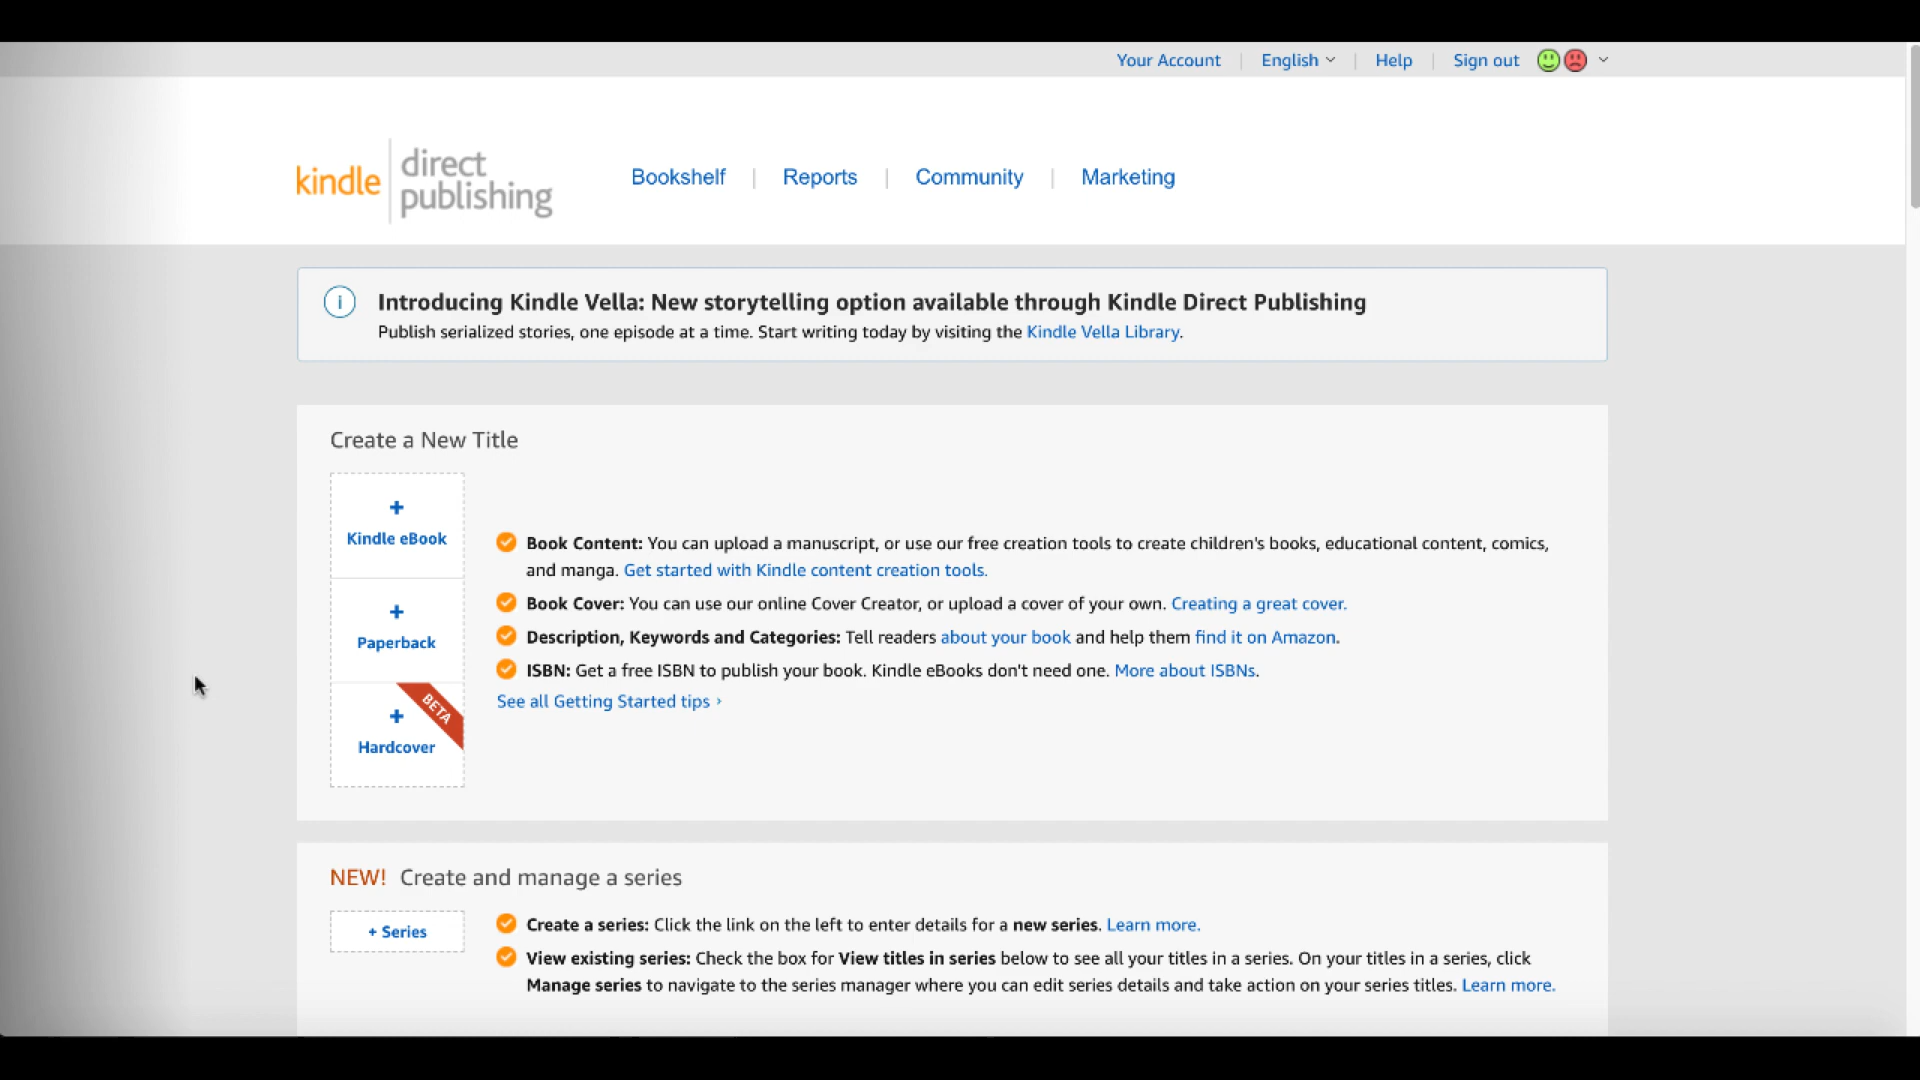 Your Account English Help Sign out
kindle direct publishing
Bookshelf Reports Community Marketing
Introducing Kindle Vella: New storytelling option available through Kindle Direct Publishing
Publish serialized stories, one episode at a time. Start writing today by visiting the Kindle Vella Library.
Create a New Title
+
Kindle eBook
+
Paperback
BETA
+
Hardcover
Book Content: You can upload a manuscript, or use our free creation tools to create children's books, educational content, comics,
and manga. Get started with Kindle content creation tools.
Book Cover: You can use our online Cover Creator, or upload a cover of your own. Creating a great cover.
Description, Keywords and Categories: Tell readers about your book and help them find it on Amazon.
ISBN: Get a free ISBN to publish your book. Kindle eBooks don't need one. More about ISBNs.
See all Getting Started tips ›
NEW! Create and manage a series
+ Series
Create a series: Click the link on the left to enter details for a new series. Learn more.
View existing series: Check the box for View titles in series below to see all your titles in a series. On your titles in a series, click
Manage series to navigate to the series manager where you can edit series details and take action on your series titles. Learn more.